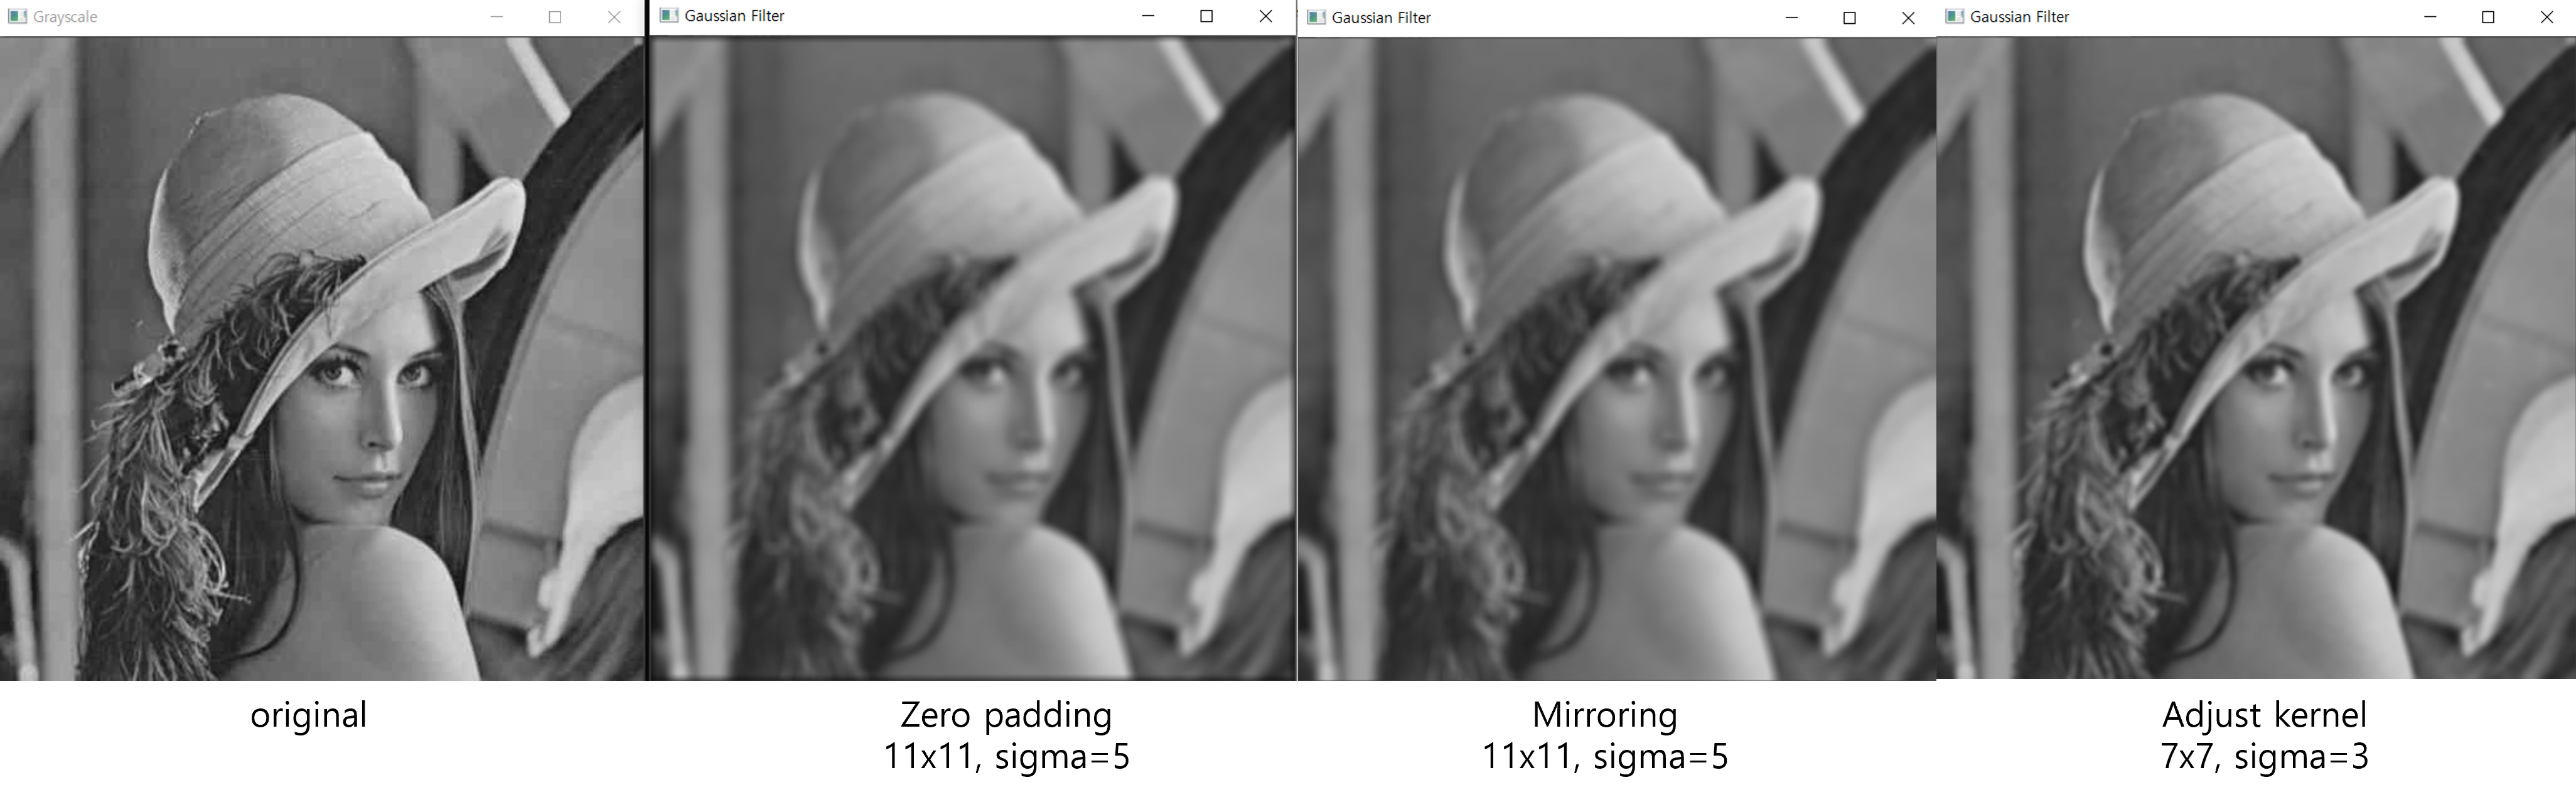 Grayscale
Gaussian Filter
Gaussian Filter
Gaussian Filter
original
Zero padding
11x11, sigma=5
Mirroring
11x11, sigma=5
Adjust kernel
7x7, sigma=3